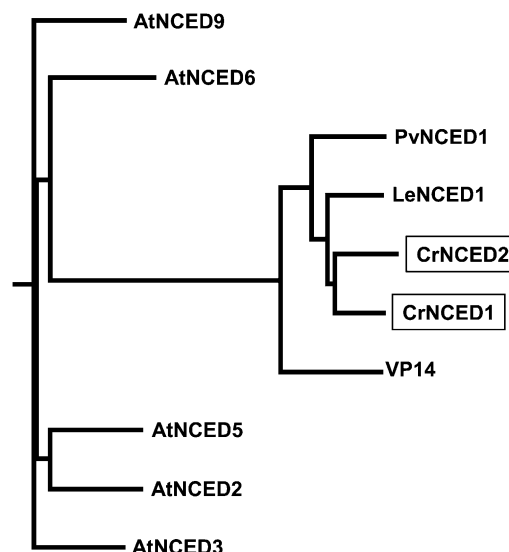 AtNCED9
AtNCED6
PvNCED1
LeNCED1
CrNCED2
CrNCED1
VP14
AtNCED5
AtNCED2
AtNCED3